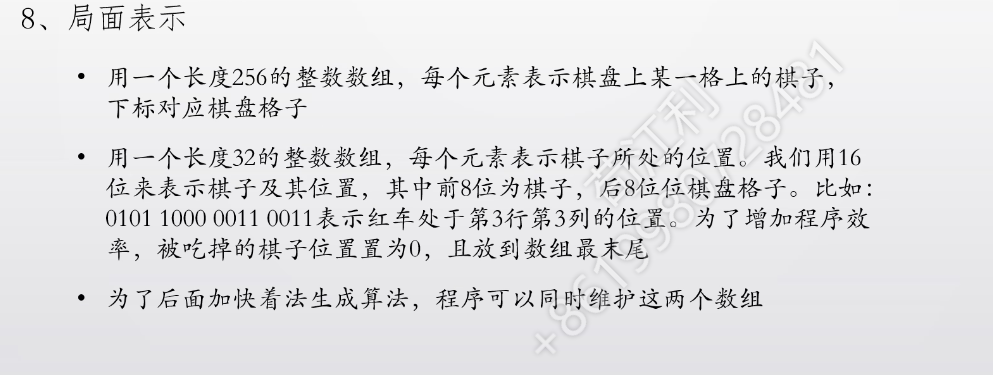 8、局面表示
• 用一个长度256的整数数组，每个元素表示棋盘上某一格上的棋子，
下标对应棋盘格子
• 用一个长度32的整数数组，每个元素表示棋子所处的位置。我们用16
位来表示棋子及其位置，其中前8位为棋子，后8位位棋盘格子。比如：
0101 1000 0011 0011表示红车处于第3行第3列的位置。为了增加程序效
率，被吃掉的棋子位置置为0，且放到数组最末尾
• 为了后面加快着法生成算法，程序可以同时维护这两个数组
+8619980728481